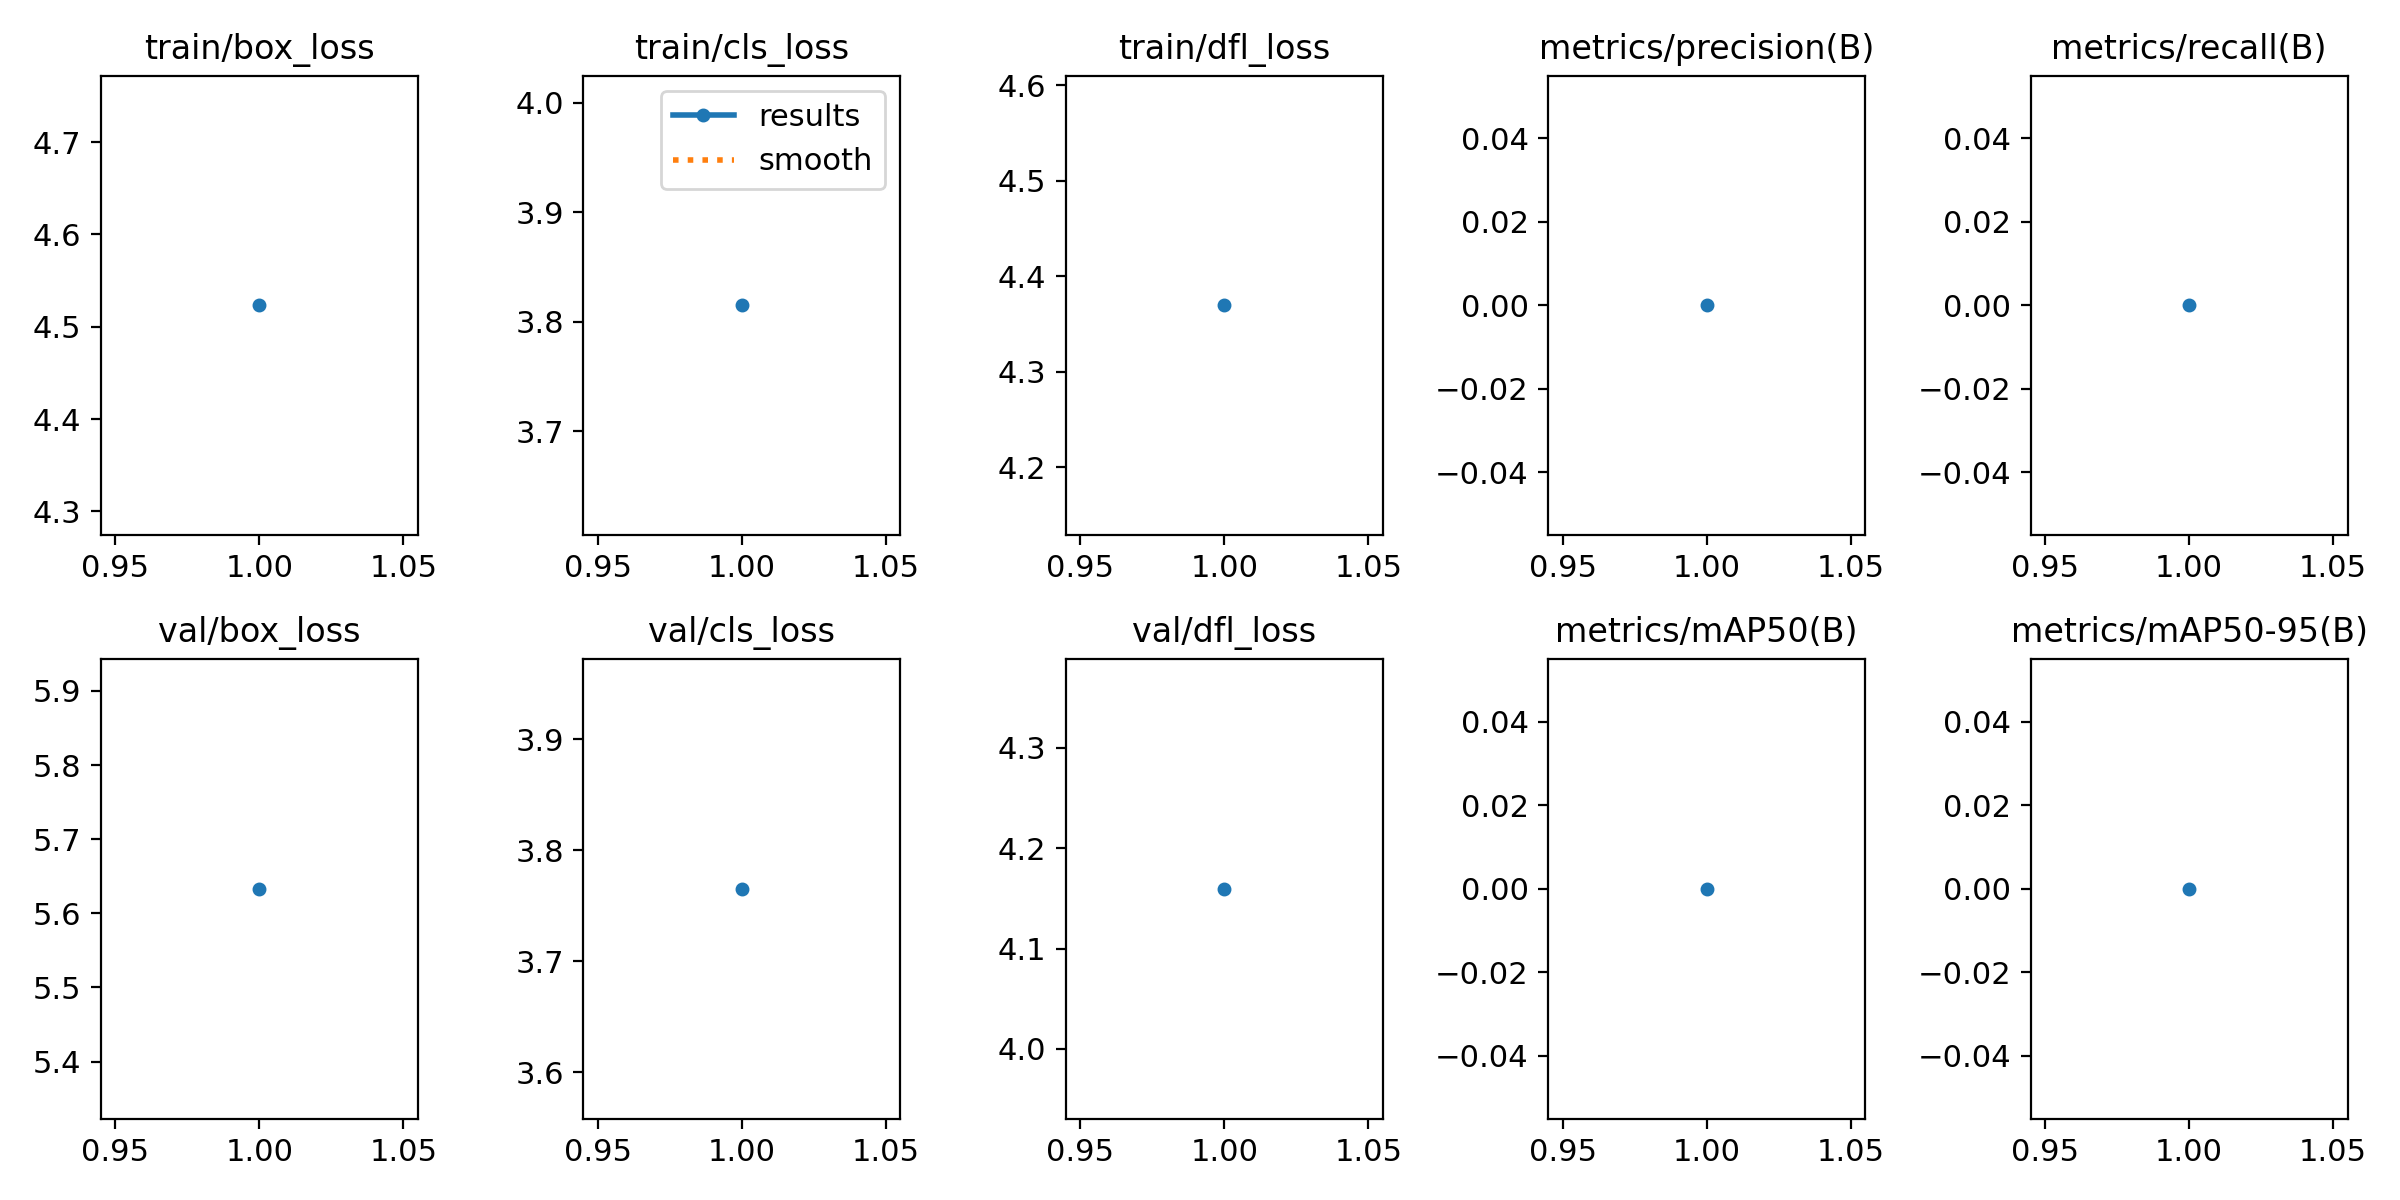 train/box_loss
train/cls_loss
train/dfl_loss
metrics/precision(B)
metrics/recall(B)
4.7
4.6
4.5
4.4
4.3
0.95 1.00 1.05
results
smooth
4.0
3.9
3.8
3.7
0.95 1.00 1.05
4.6
4.5
4.4
4.3
4.2
0.95 1.00 1.05
0.04
0.02
0.00
−0.02
−0.04
0.95 1.00 1.05
0.04
0.02
0.00
−0.02
−0.04
0.95 1.00 1.05
val/box_loss
val/cls_loss
val/dfl_loss
metrics/mAP50(B)
metrics/mAP50-95(B)
5.9
5.8
5.7
5.6
5.5
5.4
0.95 1.00 1.05
3.9
3.8
3.7
3.6
0.95 1.00 1.05
4.3
4.2
4.1
4.0
0.95 1.00 1.05
0.04
0.02
0.00
−0.02
−0.04
0.95 1.00 1.05
0.04
0.02
0.00
−0.02
−0.04
0.95 1.00 1.05